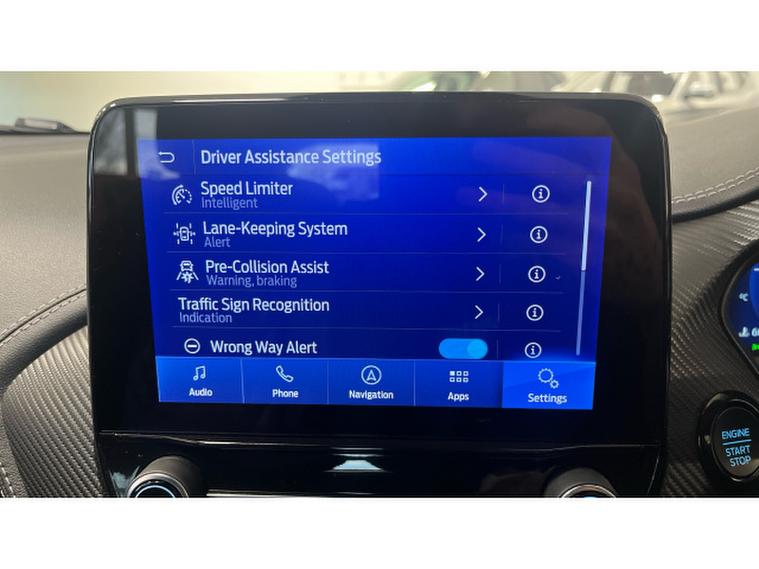 Driver Assistance Settings
Speed Limiter
Intelligent
Lane-Keeping System
Alert
Pre-Collision Assist
Warning, braking
Traffic Sign Recognition
Indication
Wrong Way Alert
Audio
Phone
Navigation
Apps
Settings
°C
ENGINE
START
STOP